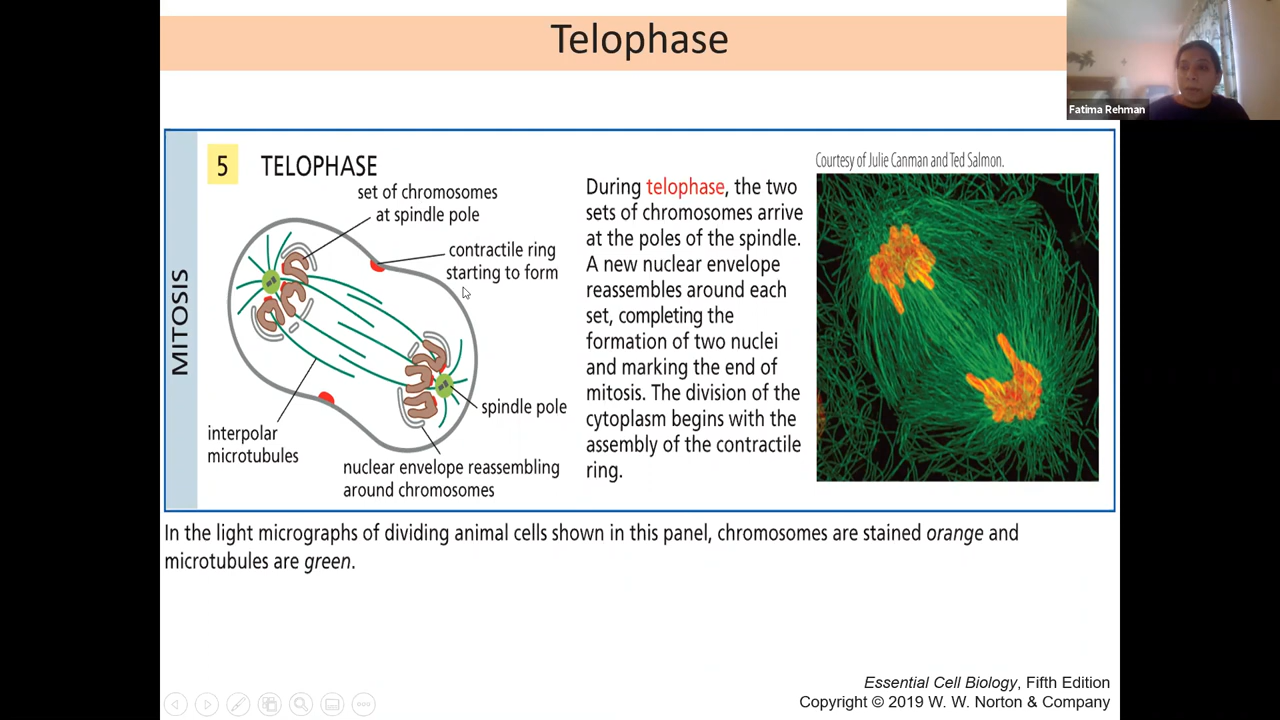 Telophase
Fatima Rehman
MITOSIS
5 TELOPHASE
set of chromosomes
at spindle pole
contractile ring
starting to form
spindle pole
interpolar
microtubules
nuclear envelope reassembling
around chromosomes
During telophase, the two
sets of chromosomes arrive
at the poles of the spindle.
A new nuclear envelope
reassembles around each
set, completing the
formation of two nuclei
and marking the end of
mitosis. The division of the
cytoplasm begins with the
assembly of the contractile
ring.
Courtesy of Julie Canman and Ted Salmon.
In the light micrographs of dividing animal cells shown in this panel, chromosomes are stained orange and
microtubules are green.
Essential Cell Biology, Fifth Edition
Copyright © 2019 W. W. Norton & Company